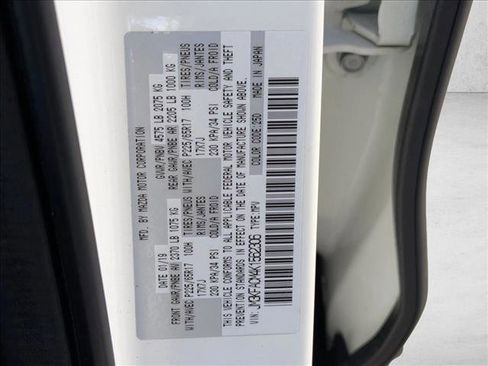 MFD. BY MAZDA MOTOR CORPORATION
DATE 01/19 GVWR/PNBV 4575 LB 2075 KG
FRONT GAWR/PNBE AV 2370 LB 1075 KG REAR GAWR/PNBE AR 2205 LB 1000 KG
WITH/AVEC P225/65R17 100H TIRES/PNEUS WITH/AVEC P225/65R17 100H TIRES/PNEUS
17X7J RIMS/JANTES 17X7J RIMS/JANTES
230 KPA/34 PSI COLD/A FROID 230 KPA/34 PSI COLD/A FROID
THIS VEHICLE CONFORMS TO ALL APPLICABLE FEDERAL MOTOR VEHICLE SAFETY AND THEFT
PREVENTION STANDARDS IN EFFECT ON THE DATE OF MANUFACTURE SHOWN ABOVE.
COLOR CODE:25D MADE IN JAPAN
VIN: TYPE:MPV